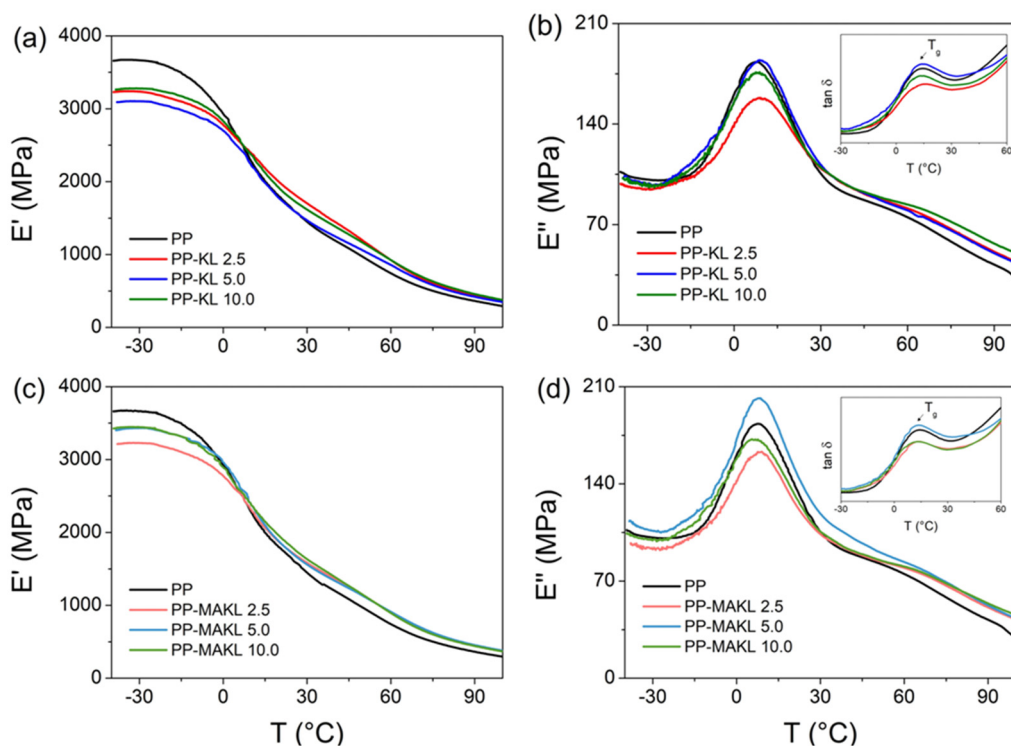 (a)
4000
3000
2000
1000
0
E' (MPa)
PP
PP-KL 2.5
PP-KL 5.0
PP-KL 10.0
-30 0 30 60 90
(b)
210
140
70
0
E'' (MPa)
PP
PP-KL 2.5
PP-KL 5.0
PP-KL 10.0
-30 0 30 60 90
Tg
tan δ
-30 0 30 60
T (°C)
(c)
4000
3000
2000
1000
0
E' (MPa)
PP
PP-MAKL 2.5
PP-MAKL 5.0
PP-MAKL 10.0
-30 0 30 60 90
T (°C)
(d)
210
140
70
0
E'' (MPa)
PP
PP-MAKL 2.5
PP-MAKL 5.0
PP-MAKL 10.0
-30 0 30 60 90
T (°C)
Tg
tan δ
-30 0 30 60
T (°C)